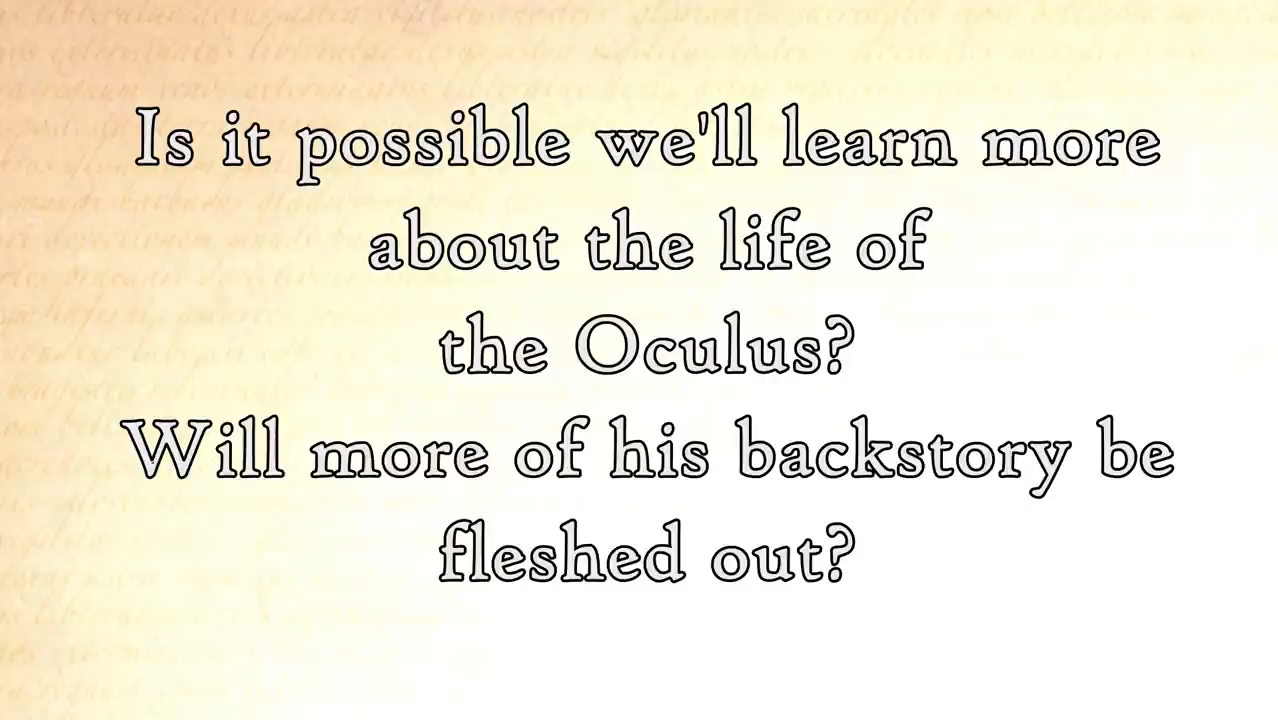 Is it possible we'll learn more
about the life of
the Oculus?
Will more of his backstory be
fleshed out?